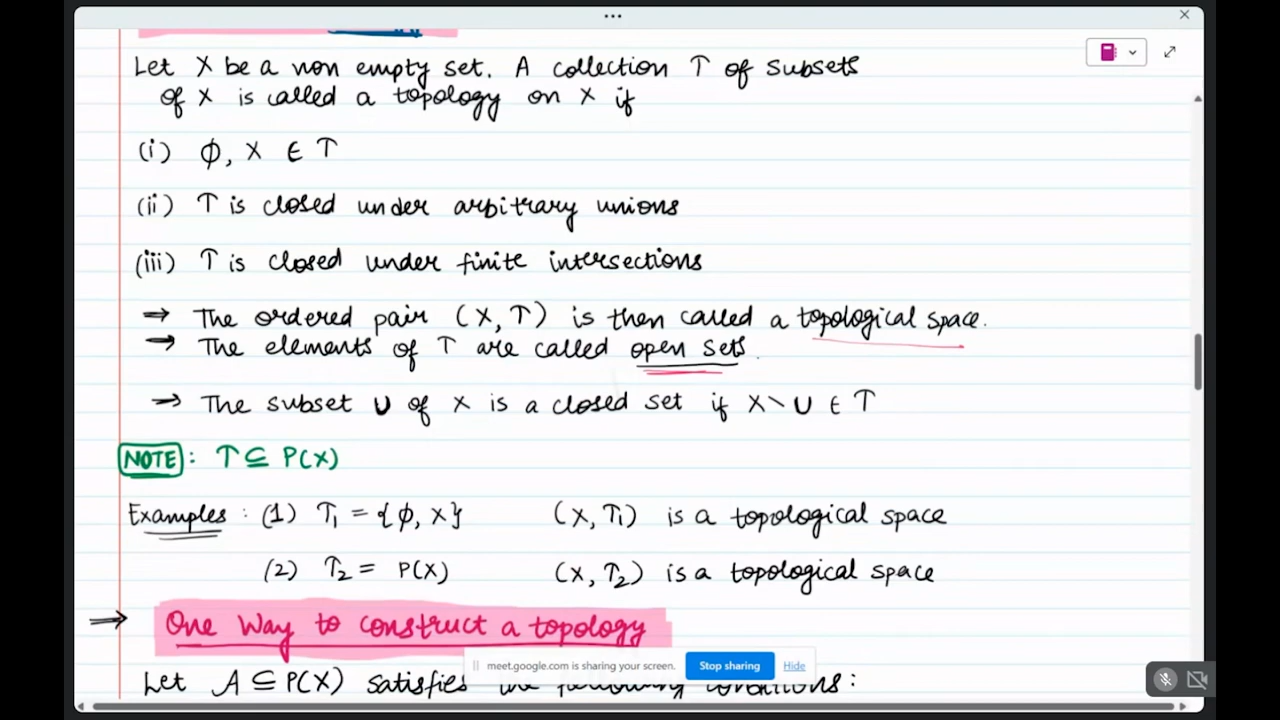 Let X be a non empty set. A collection T of subsets
of X is called a topology on X if
(i) φ, X ∈ T
(ii) T is closed under arbitrary unions
(iii) T is closed under finite intersections
⇒ The ordered pair (X, T) is then called a topological space.
⇒ The elements of T are called open sets.
→ The subset U of X is a closed set if X \ U ∈ T
NOTE : T ⊆ P(X)
Examples : (1) T₁ = {φ, X} (X, T₁) is a topological space
(2) T₂ = P(X) (X, T₂) is a topological space
⇒ One Way to construct a topology
meet.google.com is sharing your screen. Stop sharing Hide
Let A ⊆ P(X) satisfies the following conditions :